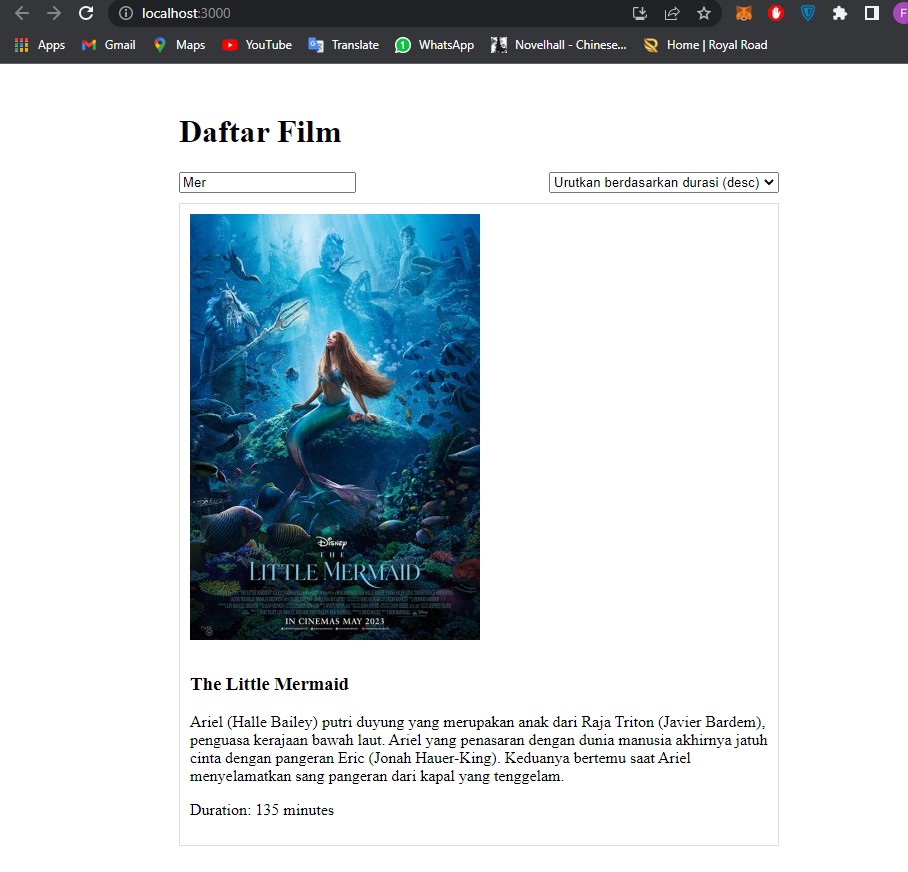 localhost:3000
F
Apps
Gmail
Maps
YouTube
Translate
1
WhatsApp
Novelhall - Chinese...
Home | Royal Road
Daftar Film
Mer
Urutkan berdasarkan durasi (desc)
Disney
THE
LITTLE MERMAID
IN CINEMAS MAY 2023
The Little Mermaid
Ariel (Halle Bailey) putri duyung yang merupakan anak dari Raja Triton (Javier Bardem),
penguasa kerajaan bawah laut. Ariel yang penasaran dengan dunia manusia akhirnya jatuh
cinta dengan pangeran Eric (Jonah Hauer-King). Keduanya bertemu saat Ariel
menyelamatkan sang pangeran dari kapal yang tenggelam.
Duration: 135 minutes